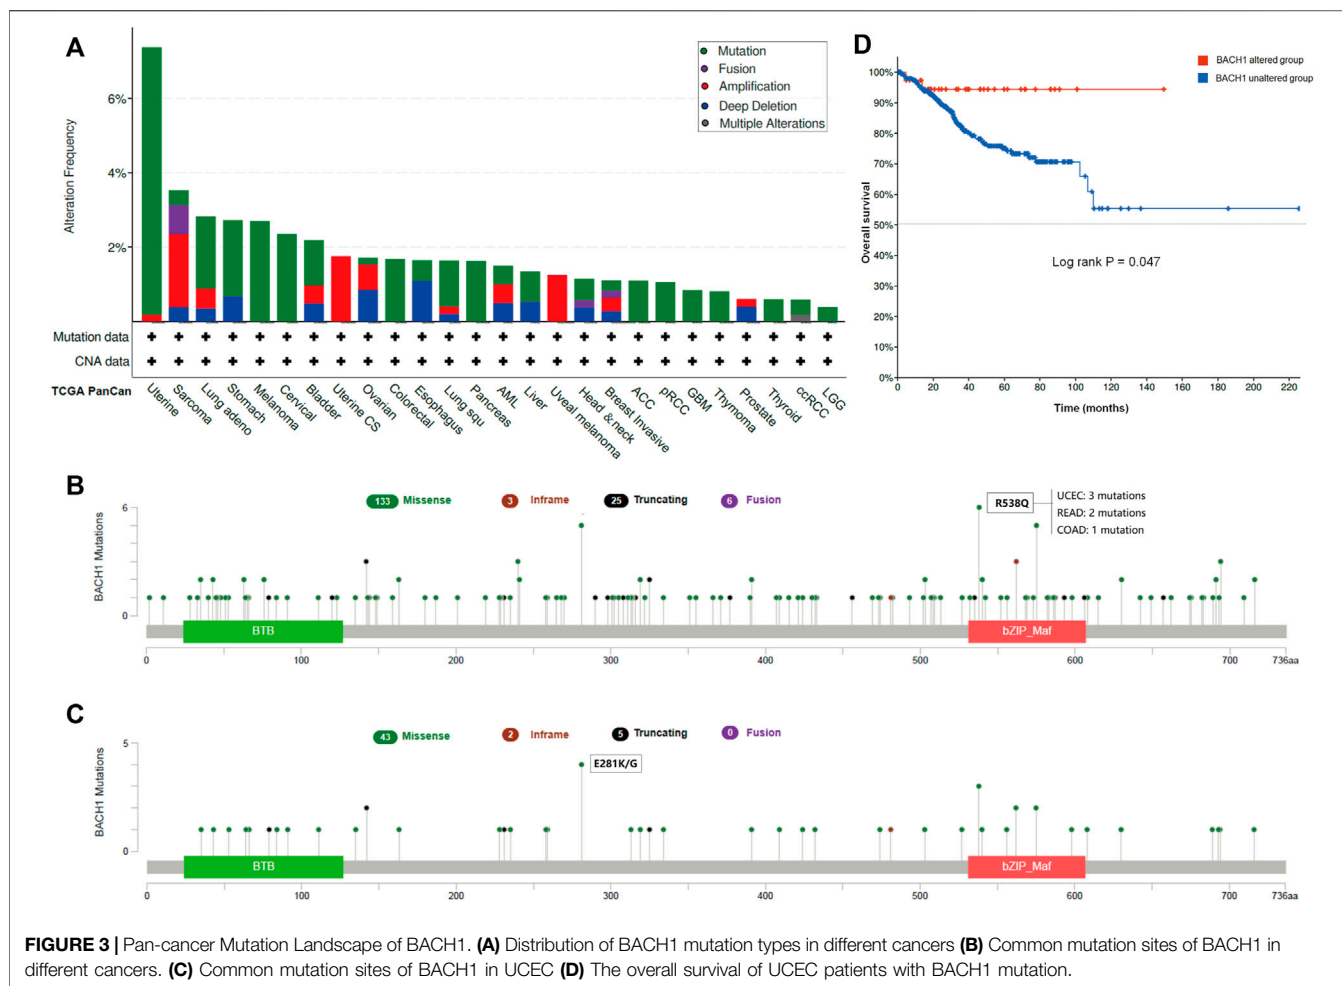 A
Mutation
Fusion
Amplification
Deep Deletion
Multiple Alterations
Alteration Frequency
6%
4%
2%
Mutation data
CNA data
TCGA PanCan
Uterine
Sarcoma
Lung adeno
Stomach
Melanoma
Cervical
Bladder
Uterine CS
Ovarian
Colorectal
Esophagus
Lung squ
Pancreas
AML
Liver
Uveal melanoma
Head & neck
Breast Invasive
ACC
pRCC
GBM
Thymoma
Prostate
Thyroid
ccRCC
LGG
D
BACH1 altered group
BACH1 unaltered group
Overall survival
100%
90%
80%
70%
60%
50%
40%
30%
20%
10%
0%
Log rank P = 0.047
0 20 40 60 80 100 120 140 160 180 200 220
Time (months)
B
133 Missense 3 Inframe 25 Truncating 6 Fusion
R538Q
UCEC: 3 mutations
READ: 2 mutations
COAD: 1 mutation
BACH1 Mutations
6
0
BTB bZIP_Maf
0 100 200 300 400 500 600 700 736aa
C
43 Missense 2 Inframe 5 Truncating 0 Fusion
E281K/G
BACH1 Mutations
5
0
BTB bZIP_Maf
0 100 200 300 400 500 600 700 736aa
FIGURE 3 | Pan-cancer Mutation Landscape of BACH1. (A) Distribution of BACH1 mutation types in different cancers (B) Common mutation sites of BACH1 in
different cancers. (C) Common mutation sites of BACH1 in UCEC (D) The overall survival of UCEC patients with BACH1 mutation.